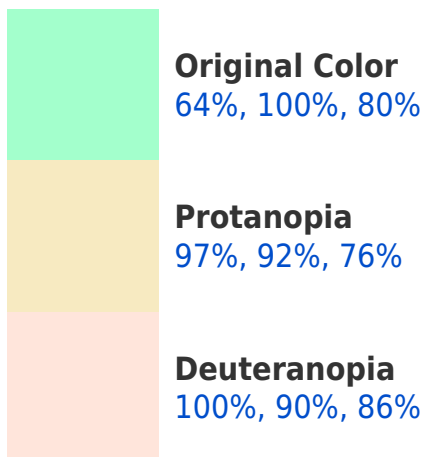 Original Color
64%, 100%, 80%
Protanopia
97%, 92%, 76%
Deuteranopia
100%, 90%, 86%